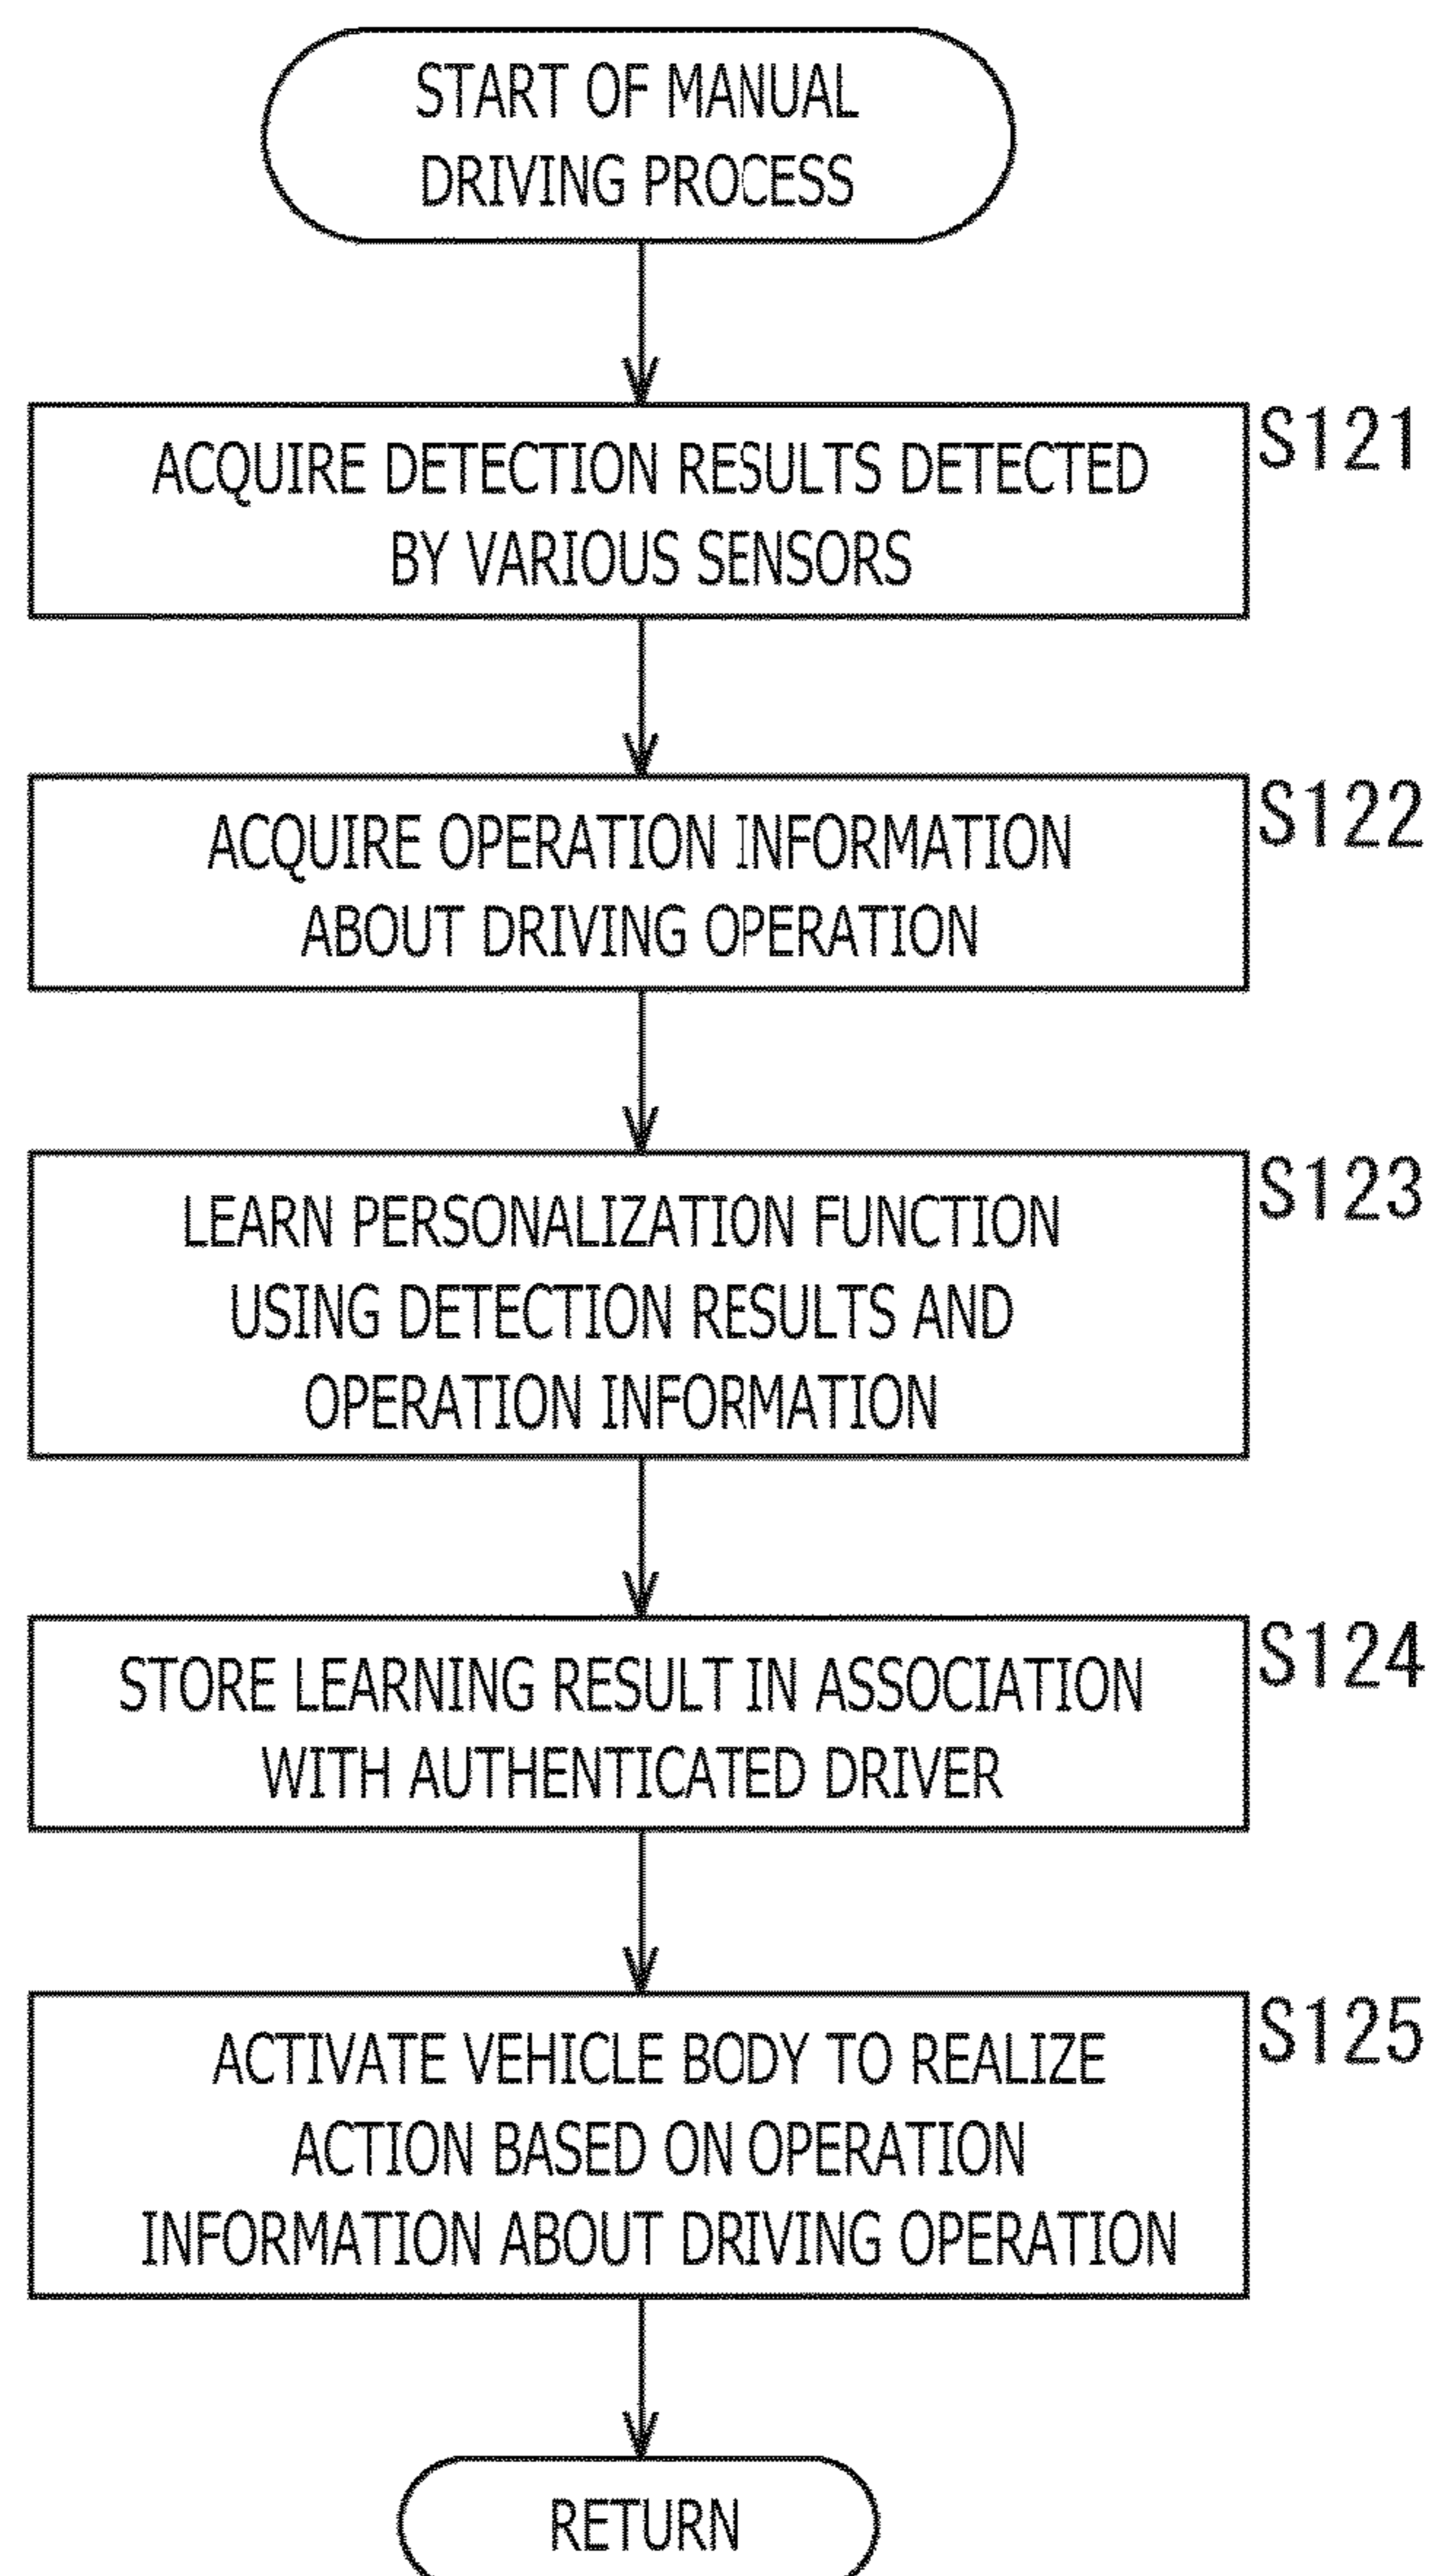 START OF MANUAL
DRIVING PROCESS
S121
ACQUIRE DETECTION RESULTS DETECTED
BY VARIOUS SENSORS
S122
ACQUIRE OPERATION INFORMATION
ABOUT DRIVING OPERATION
S123
LEARN PERSONALIZATION FUNCTION
USING DETECTION RESULTS AND
OPERATION INFORMATION
S124
STORE LEARNING RESULT IN ASSOCIATION
WITH AUTHENTICATED DRIVER
S125
ACTIVATE VEHICLE BODY TO REALIZE
ACTION BASED ON OPERATION
INFORMATION ABOUT DRIVING OPERATION
RETURN